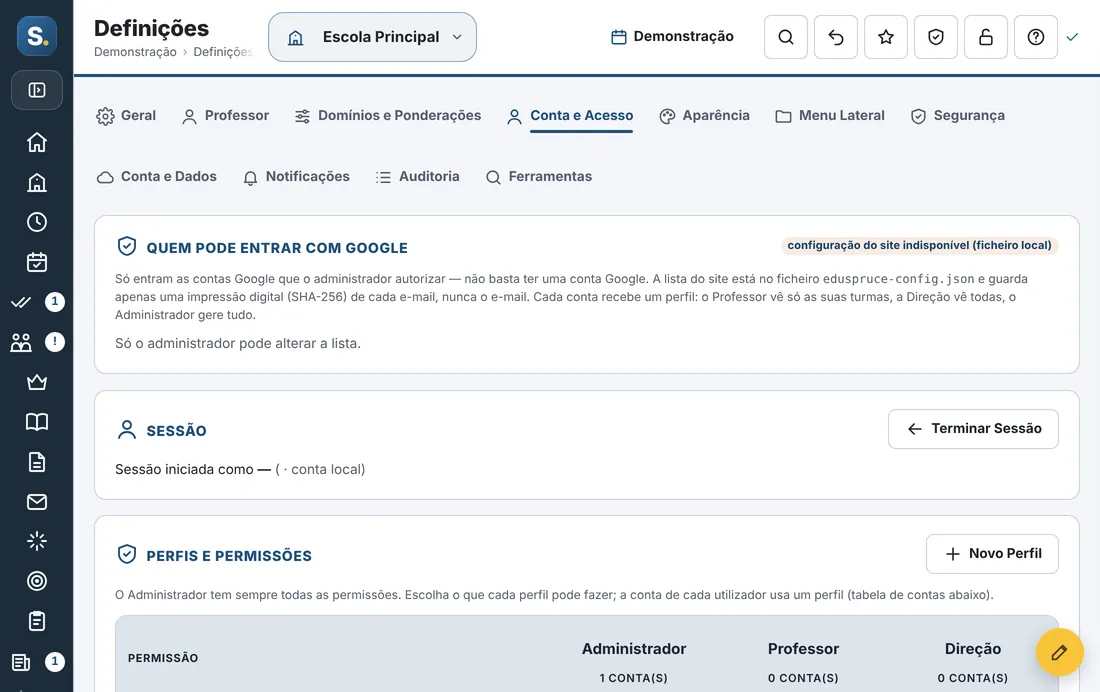 S.
Definições
Demonstração › Definições
Escola Principal
Demonstração
Geral
Professor
Domínios e Ponderações
Conta e Acesso
Aparência
Menu Lateral
Segurança
Conta e Dados
Notificações
Auditoria
Ferramentas
1
!
1
QUEM PODE ENTRAR COM GOOGLE
configuração do site indisponível (ficheiro local)
Só entram as contas Google que o administrador autorizar — não basta ter uma conta Google. A lista do site está no ficheiro eduspruce-config.json e guarda
apenas uma impressão digital (SHA-256) de cada e-mail, nunca o e-mail. Cada conta recebe um perfil: o Professor vê só as suas turmas, a Direção vê todas, o
Administrador gere tudo.
Só o administrador pode alterar a lista.
SESSÃO
Terminar Sessão
Sessão iniciada como — ( · conta local)
PERFIS E PERMISSÕES
Novo Perfil
O Administrador tem sempre todas as permissões. Escolha o que cada perfil pode fazer; a conta de cada utilizador usa um perfil (tabela de contas abaixo).
PERMISSÃO
Administrador
Professor
Direção
1 CONTA(S)
0 CONTA(S)
0 CONTA(S)